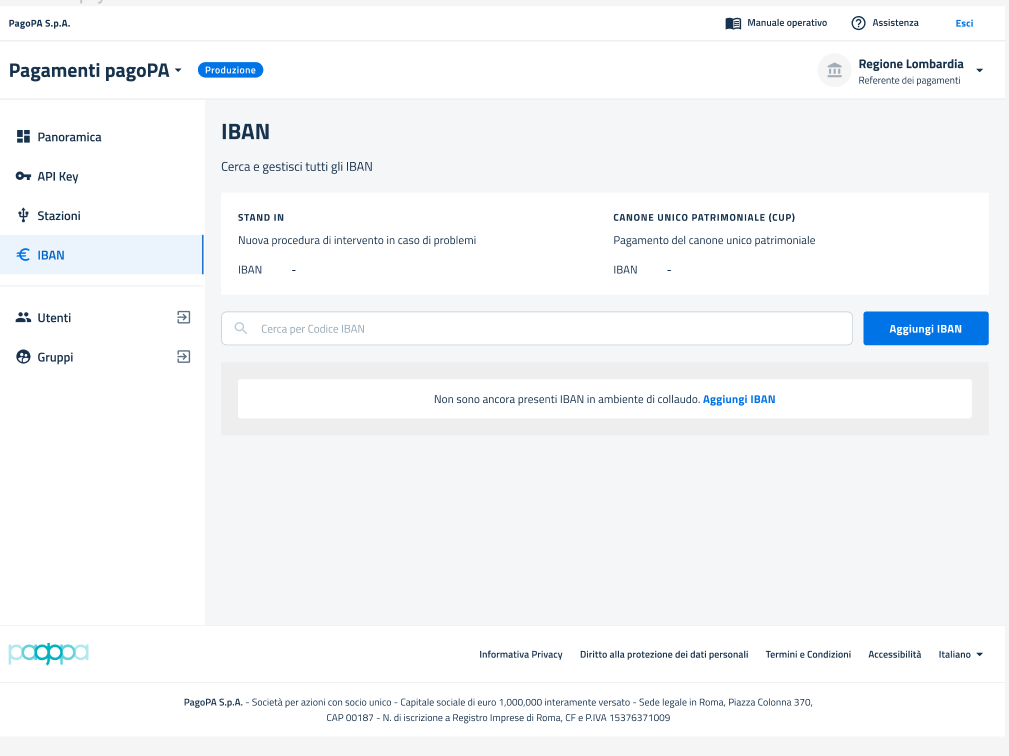 PagoPA S.p.A.
Manuale operativo
Assistenza
Esci
Pagamenti pagoPA
Produzione
Regione Lombardia
Referente dei pagamenti
Panoramica
API Key
Stazioni
IBAN
Utenti
Gruppi
IBAN
Cerca e gestisci tutti gli IBAN
STAND IN
Nuova procedura di intervento in caso di problemi
IBAN -
CANONE UNICO PATRIMONIALE (CUP)
Pagamento del canone unico patrimoniale
IBAN -
Cerca per Codice IBAN
Aggiungi IBAN
Non sono ancora presenti IBAN in ambiente di collaudo. Aggiungi IBAN
pagopa
Informativa Privacy
Diritto alla protezione dei dati personali
Termini e Condizioni
Accessibilità
Italiano
PagoPA S.p.A. - Società per azioni con socio unico - Capitale sociale di euro 1,000,000 interamente versato - Sede legale in Roma, Piazza Colonna 370,
CAP 00187 - N. di iscrizione a Registro Imprese di Roma, CF e P.IVA 15376371009